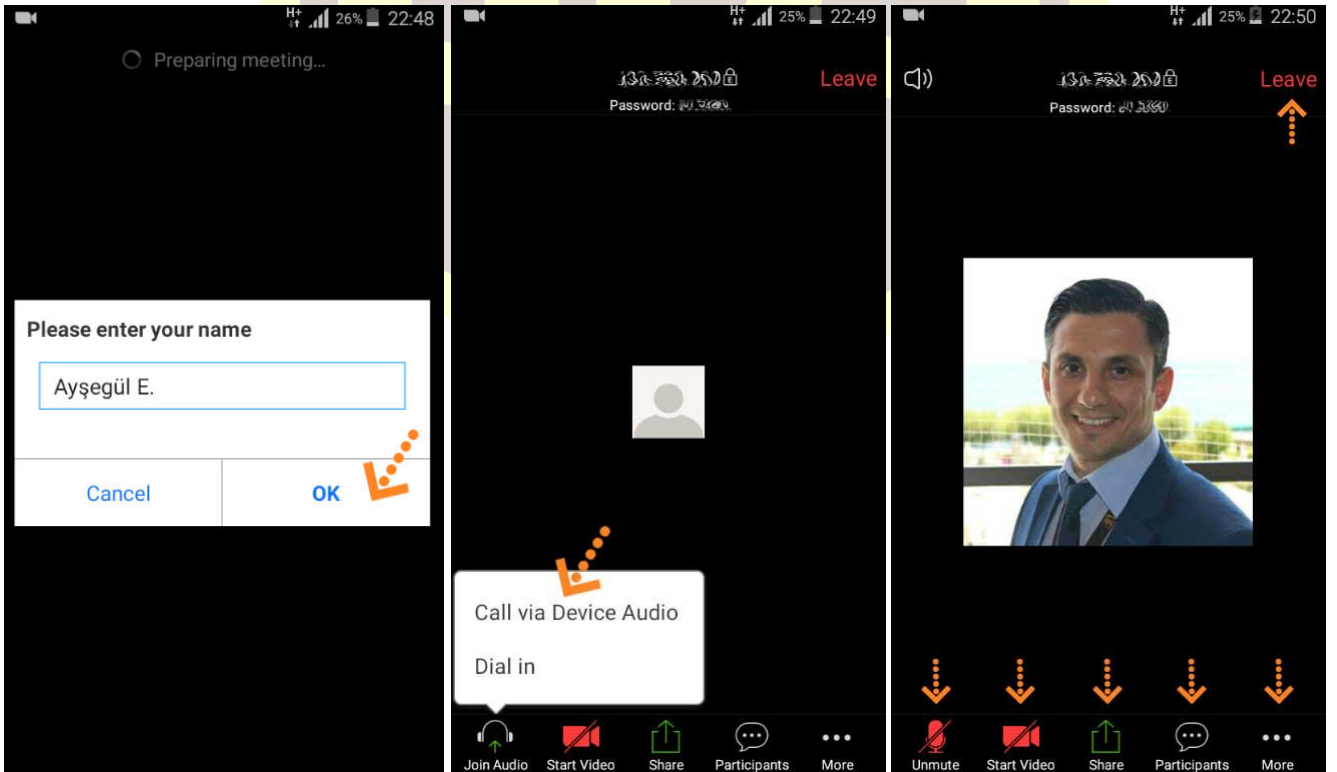 26% 22:48
Preparing meeting...
Please enter your name
Ayşegül E.
Cancel OK
H+ 25% 22:49
Leave
Password:
Call via Device Audio
Dial in
Join Audio Start Video Share Participants More
H+ 25% 22:50
Leave
Password:
Unmute Start Video Share Participants More